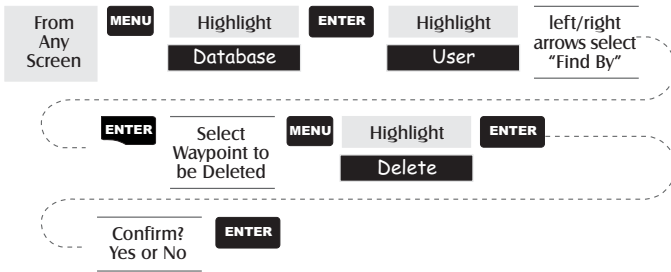 From
Any
Screen
MENU
Highlight
Database
ENTER
Highlight
User
left/right
arrows select
“Find By”
ENTER
Select
Waypoint to
be Deleted
MENU
Highlight
Delete
ENTER
Confirm?
Yes or No
ENTER